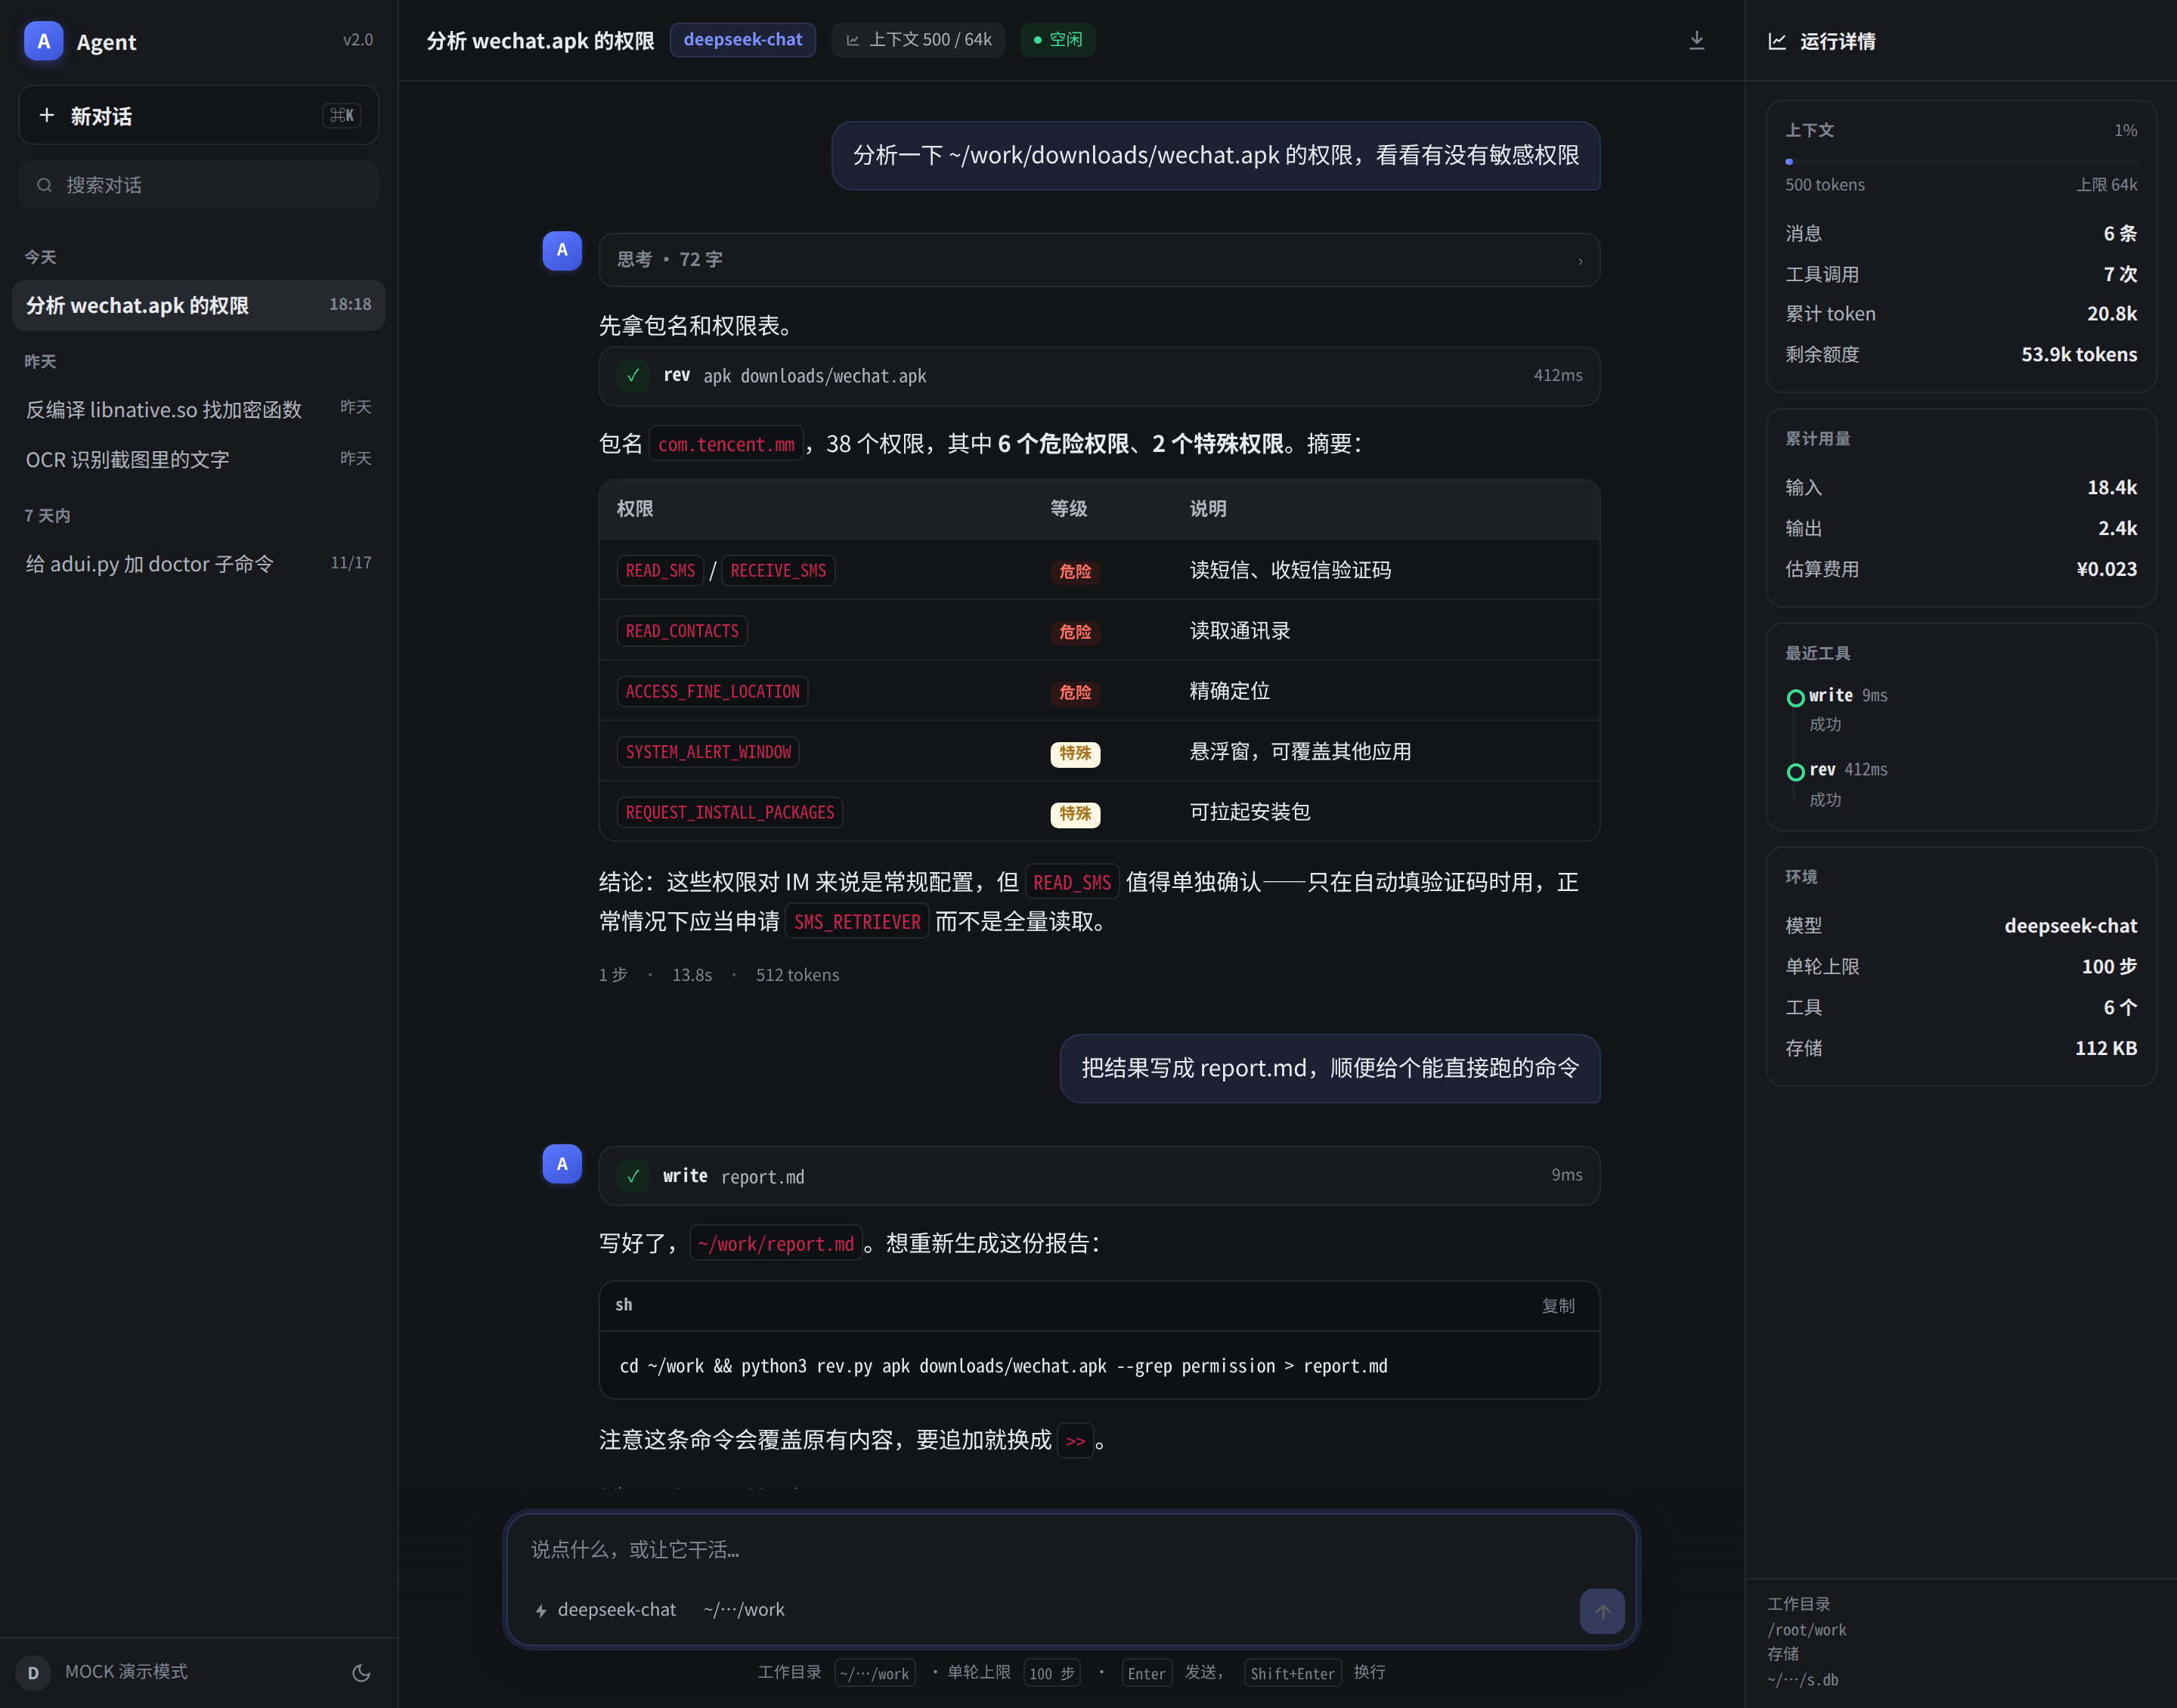 A Agent v2.0
+ 新对话 ⌘K
搜索对话
今天
分析 wechat.apk 的权限 18:18
昨天
反编译 libnative.so 找加密函数 昨天
OCR 识别截图里的文字 昨天
7 天内
给 adui.py 加 doctor 子命令 11/17
D MOCK 演示模式
分析 wechat.apk 的权限 deepseek-chat 上下文 500 / 64k 空闲
分析一下 ~/work/downloads/wechat.apk 的权限，看看有没有敏感权限
A 思考 · 72 字 ›
先拿包名和权限表。
✓ rev apk downloads/wechat.apk 412ms
包名 com.tencent.mm，38 个权限，其中 6 个危险权限、2 个特殊权限。摘要：
权限 等级 说明
READ_SMS / RECEIVE_SMS 危险 读短信、收短信验证码
READ_CONTACTS 危险 读取通讯录
ACCESS_FINE_LOCATION 危险 精确定位
SYSTEM_ALERT_WINDOW 特殊 悬浮窗，可覆盖其他应用
REQUEST_INSTALL_PACKAGES 特殊 可拉起安装包
结论：这些权限对 IM 来说是常规配置，但 READ_SMS 值得单独确认——只在自动填验证码时用，正
常情况下应当申请 SMS_RETRIEVER 而不是全量读取。
1 步 · 13.8s · 512 tokens
把结果写成 report.md，顺便给个能直接跑的命令
A ✓ write report.md 9ms
写好了，~/work/report.md。想重新生成这份报告：
sh 复制
cd ~/work && python3 rev.py apk downloads/wechat.apk --grep permission > report.md
注意这条命令会覆盖原有内容，要追加就换成 >>。
说点什么，或让它干活…
deepseek-chat ~/···/work
工作目录 ~/···/work · 单轮上限 100 步 · Enter 发送， Shift+Enter 换行
运行详情
上下文 1%
500 tokens 上限 64k
消息 6 条
工具调用 7 次
累计 token 20.8k
剩余额度 53.9k tokens
累计用量
输入 18.4k
输出 2.4k
估算费用 ¥0.023
最近工具
write 9ms
成功
rev 412ms
成功
环境
模型 deepseek-chat
单轮上限 100 步
工具 6 个
存储 112 KB
工作目录
/root/work
存储
~/···/s.db